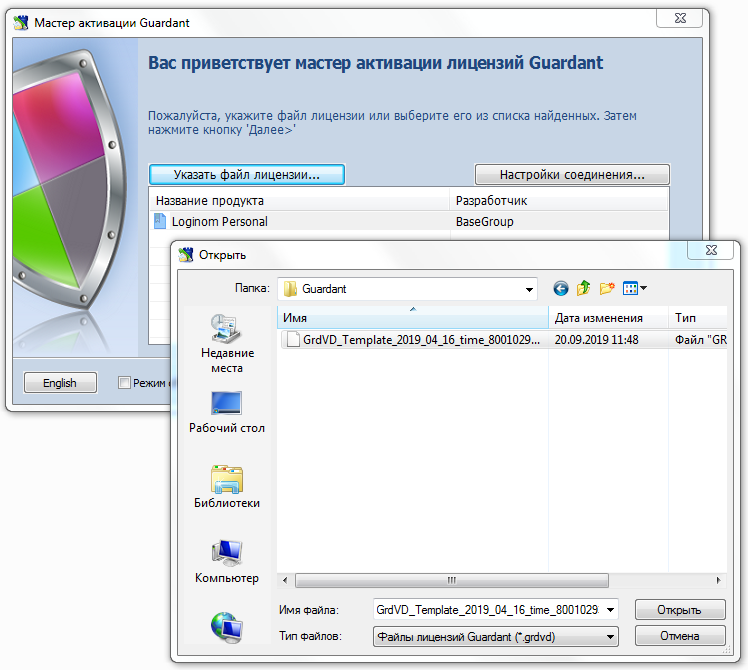 Мастер активации Guardant
Вас приветствует мастер активации лицензий Guardant
Пожалуйста, укажите файл лицензии или выберите его из списка найденных. Затем
нажмите кнопку 'Далее>'
Указать файл лицензии...
Настройки соединения...
Название продукта
Разработчик
Loginom Personal
BaseGroup
English
Режим
Открыть
Папка:
Guardant
Имя
Дата изменения
Тип
GrdVD_Template_2019_04_16_time_8001029...
20.09.2019 11:48
Файл "GR
Недавние
места
Рабочий стол
Библиотеки
Компьютер
Имя файла:
GrdVD_Template_2019_04_16_time_8001029
Открыть
Тип файлов:
Файлы лицензий Guardant (*.grdvd)
Отмена